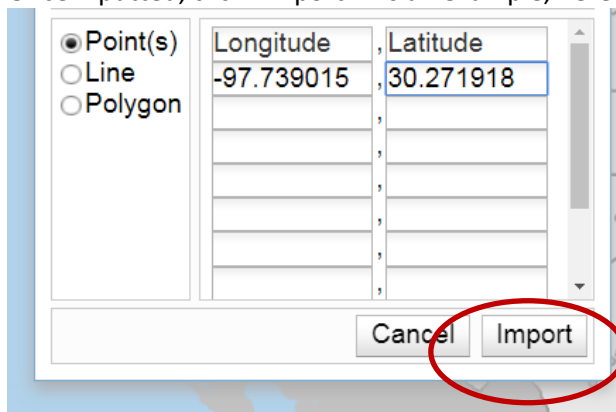 Point(s)
Line
Polygon
Longitude , Latitude
-97.739015 , 30.271918
,
,
,
,
,
,
Cancel Import